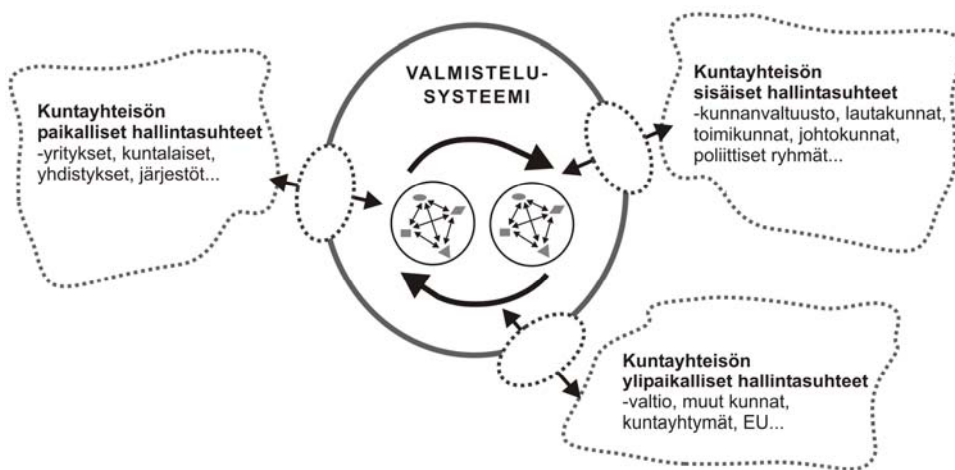 VALMISTELU-
SYSTEEMI
Kuntayhteisön
paikalliset hallintasuhteet
-yritykset, kuntalaiset,
yhdistykset, järjestöt...
Kuntayhteisön
sisäiset hallintasuhteet
-kunnanvaltuusto, lautakunnat,
toimikunnat, johtokunnat,
poliittiset ryhmät...
Kuntayhteisön
ylipaikalliset hallintasuhteet
-valtio, muut kunnat,
kuntayhtymät, EU...